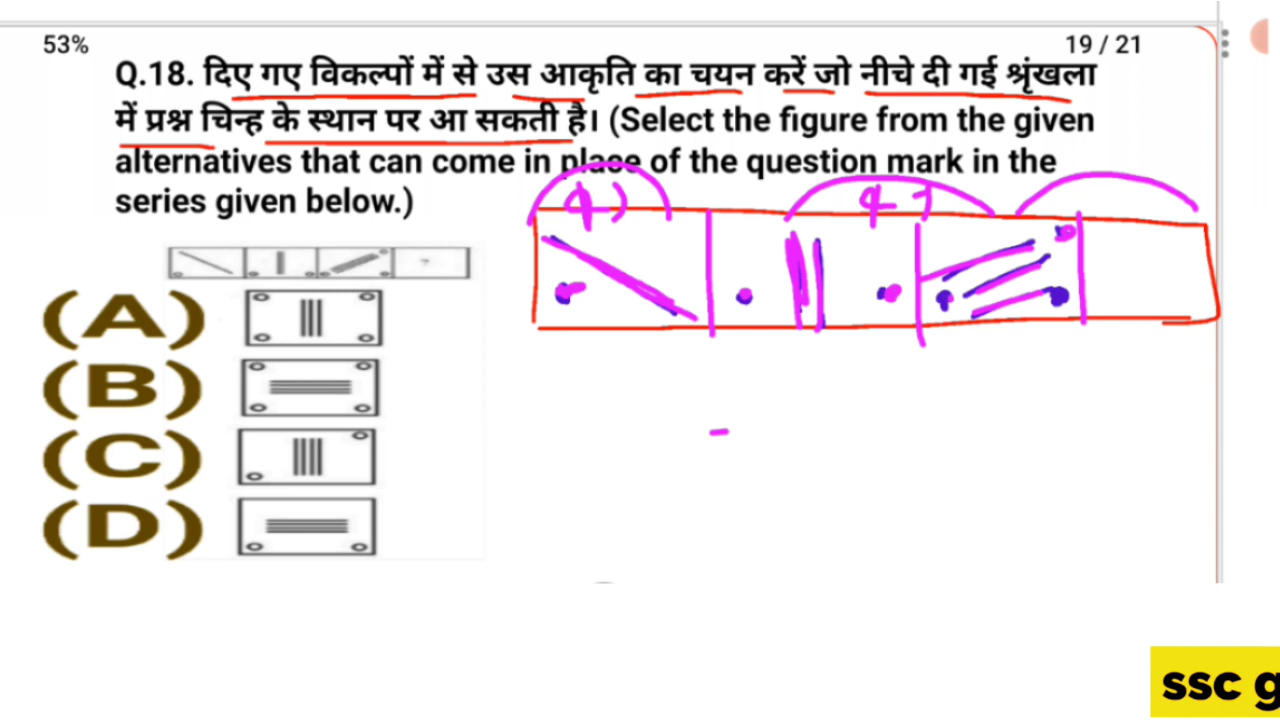 53%
19 / 21
Q.18. दिए गए विकल्पों में से उस आकृति का चयन करें जो नीचे दी गई श्रृंखला
में प्रश्न चिन्ह के स्थान पर आ सकती है। (Select the figure from the given
alternatives that can come in place of the question mark in the
series given below.)
?
(A)
(B)
(C)
(D)
ssc g